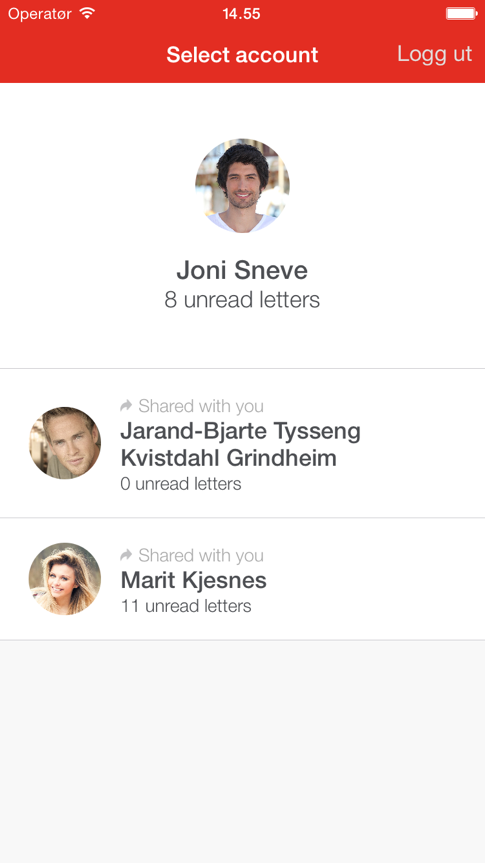 Operatør 14.55
Select account Logg ut
Joni Sneve
8 unread letters
Shared with you
Jarand-Bjarte Tysseng
Kvistdahl Grindheim
0 unread letters
Shared with you
Marit Kjesnes
11 unread letters